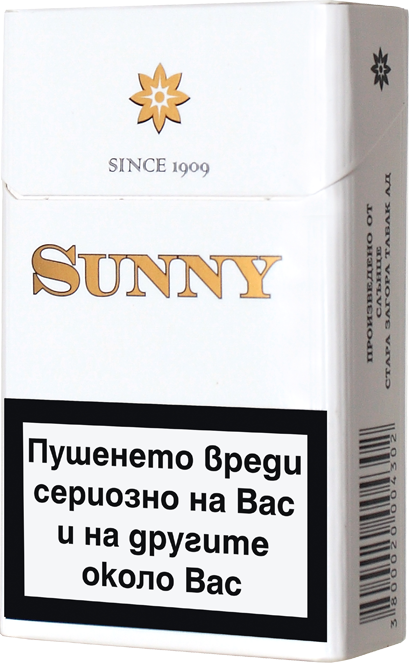 SINCE 1909
SUNNY
Пушенето вреди
сериозно на Вас
и на другите
около Вас
ПРОИЗВЕДЕНО ОТ
СЛЪНЦЕ
СТАРА ЗАГОРА ТАБАК АД
3800020004302